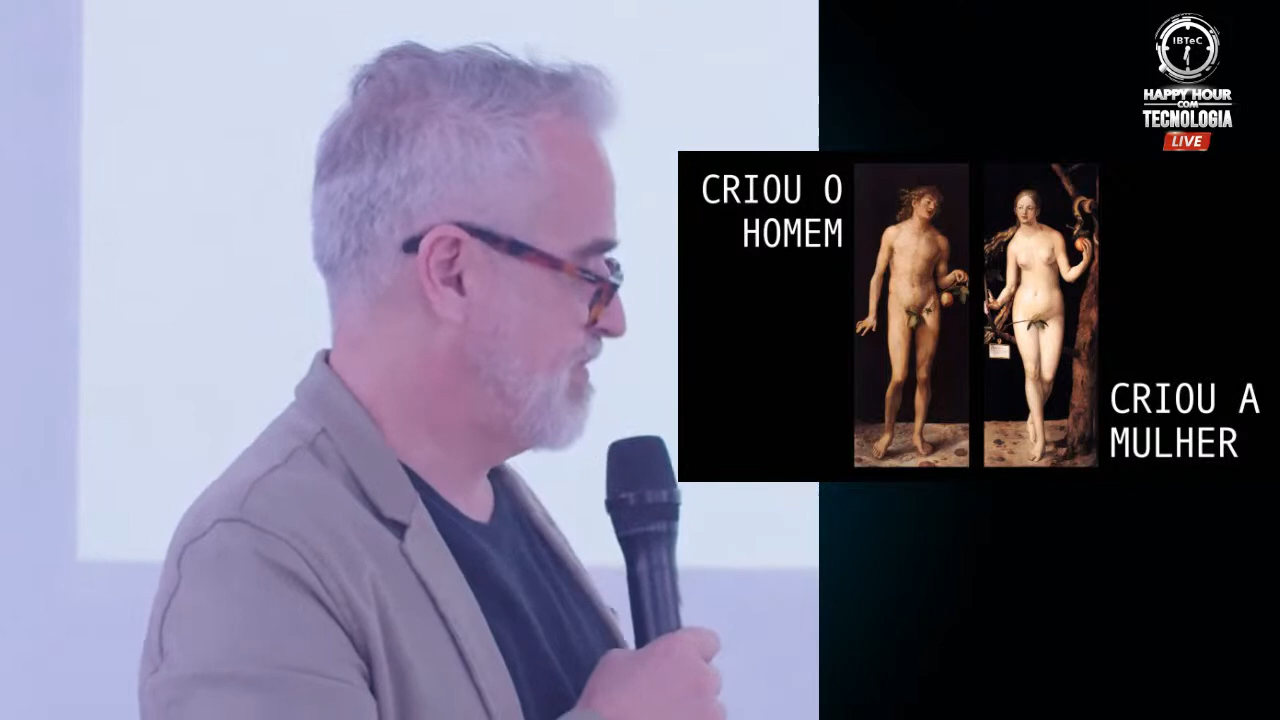 IBTeC
HAPPY HOUR
COM
TECNOLOGIA
LIVE
CRIOU O
HOMEM
CRIOU A
MULHER